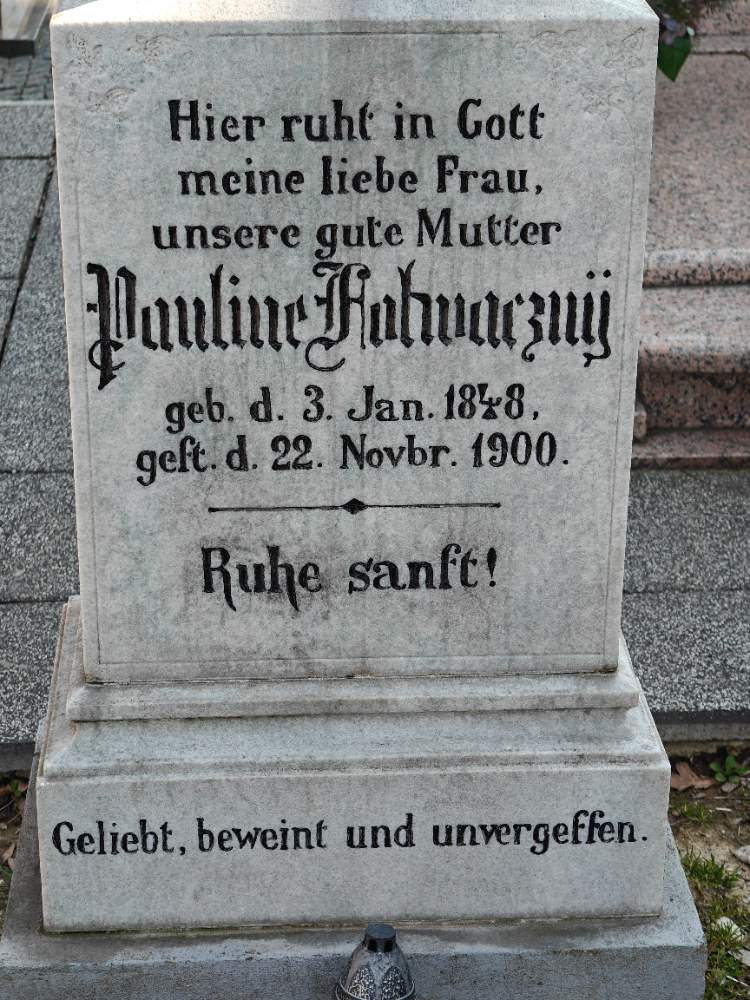 Hier ruht in Gott
meine liebe Frau,
unsere gute Mutter
Pauline Folwarcznÿ
geb. d. 3. Jan. 1848,
geſt. d. 22. Novbr. 1900.
Ruhe sanft!
Geliebt, beweint und unvergeſſen.